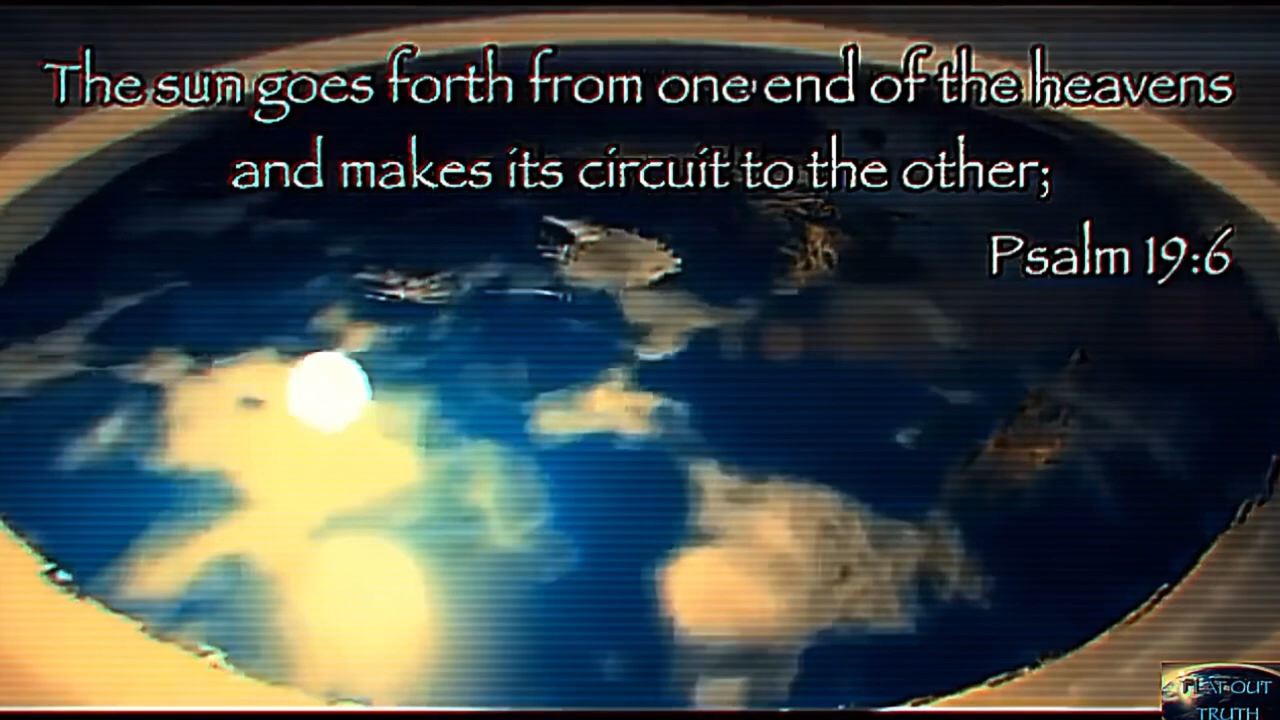 The sun goes forth from one end of the heavens
and makes its circuit to the other;
Psalm 19:6
FLAT OUT
TRUTH